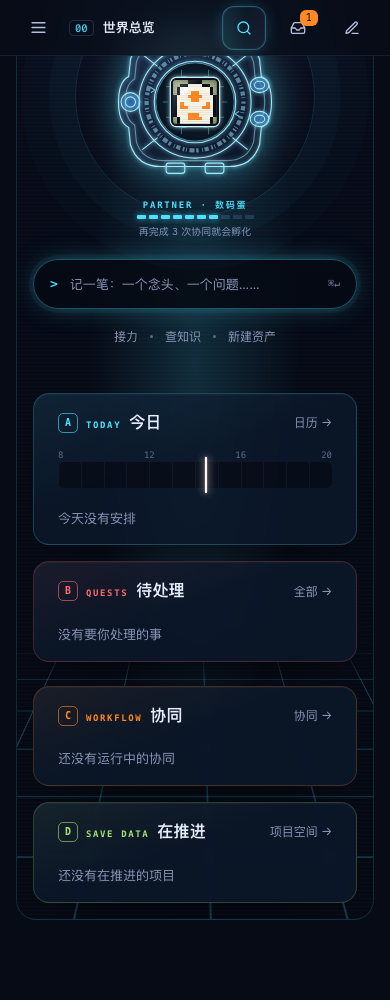 00 世界总览
1
PARTNER · 数码蛋
再完成 3 次协同就会孵化
> 记一笔: 一个念头、一个问题…… ⌘↵
接力 • 查知识 • 新建资产
A TODAY 今日 日历 →
8 12 16 20
今天没有安排
B QUESTS 待处理 全部 →
没有要你处理的事
C WORKFLOW 协同 协同 →
还没有运行中的协同
D SAVE DATA 在推进 项目空间 →
还没有在推进的项目